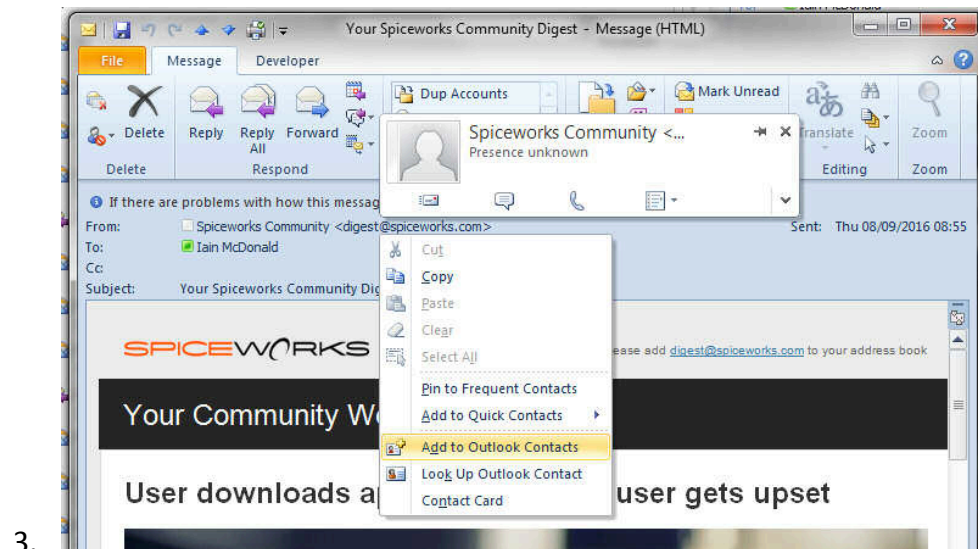 Your Spiceworks Community Digest - Message (HTML)
File Message Developer
Delete
Reply
Reply All
Forward
Dup Accounts
Mark Unread
Translate
Zoom
Delete Respond Editing Zoom
Spiceworks Community <...
Presence unknown
If there are problems with how this messag
From: Spiceworks Community <digest@spiceworks.com> Sent: Thu 08/09/2016 08:55
To: Iain McDonald
Cc:
Subject: Your Spiceworks Community Dig
Cut
Copy
Paste
Clear
Select All
Pin to Frequent Contacts
Add to Quick Contacts
Add to Outlook Contacts
Look Up Outlook Contact
Contact Card
SPICEWORKS
ease add digest@spiceworks.com to your address book
Your Community W
User downloads a user gets upset
3.